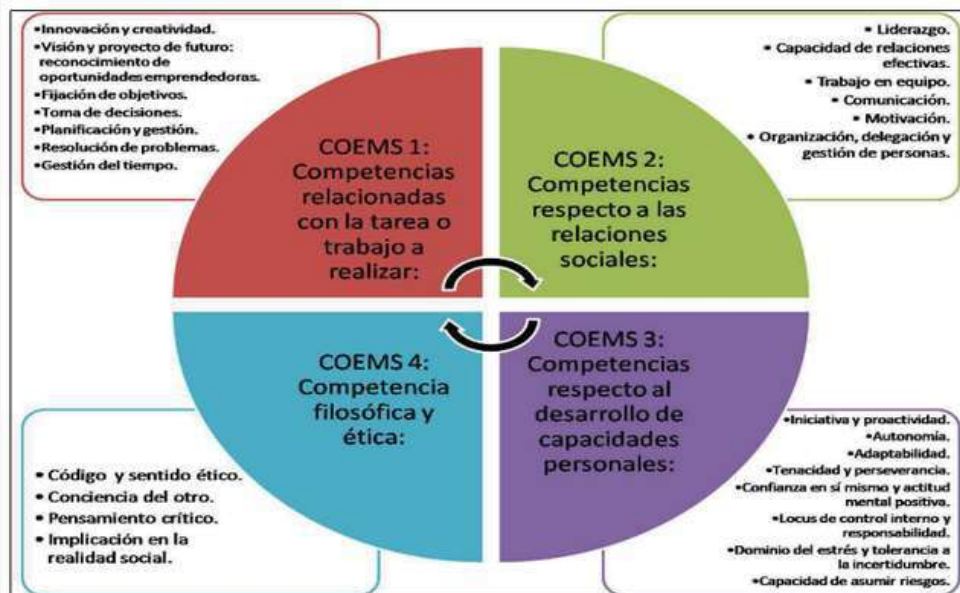 •Innovación y creatividad.
•Visión y proyecto de futuro:
reconocimiento de
oportunidades emprendedoras.
•Fijación de objetivos.
•Toma de decisiones.
•Planificación y gestión.
•Resolución de problemas.
•Gestión del tiempo.
COEMS 1:
Competencias
relacionadas
con la tarea o
trabajo a
realizar:
• Liderazgo.
• Capacidad de relaciones
efectivas.
• Trabajo en equipo.
• Comunicación.
• Motivación.
• Organización, delegación y
gestión de personas.
COEMS 2:
Competencias
respecto a las
relaciones
sociales:
COEMS 4:
Competencia
filosófica y
ética:
• Código y sentido ético.
• Conciencia del otro.
• Pensamiento crítico.
• Implicación en la
realidad social.
COEMS 3:
Competencias
respecto al
desarrollo de
capacidades
personales:
•Iniciativa y proactividad.
•Autonomía.
•Adaptabilidad.
•Tenacidad y perseverancia.
•Confianza en sí mismo y actitud
mental positiva.
•Locus de control interno y
responsabilidad.
•Dominio del estrés y tolerancia a
la incertidumbre.
•Capacidad de asumir riesgos.